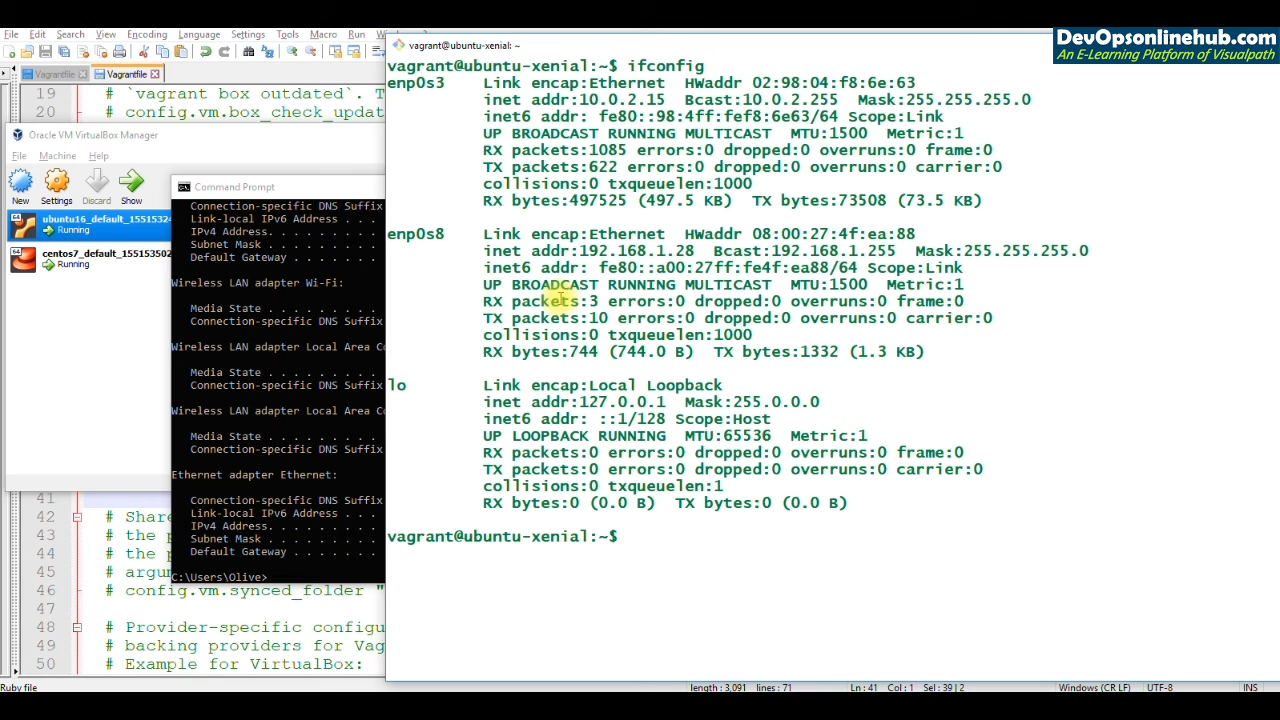 File Edit Search View Encoding Language Settings Tools Macro Run
DevOpsonlinehub.com
An E-Learning Platform of Visualpath
Vagrantfile
Vagrantfile
19 # `vagrant box outdated`. T
20 # config.vm.box_check_updat
Oracle VM VirtualBox Manager
File Machine Help
New Settings Discard Show
ubuntu16_default_15515324
Running
centos7_default_155153502
Running
Command Prompt
Connection-specific DNS Suffix
Link-local IPv6 Address . . .
IPv4 Address. . . . . . . . .
Subnet Mask . . . . . . . . .
Default Gateway . . . . . . .
Wireless LAN adapter Wi-Fi:
Media State . . . . . . . . .
Connection-specific DNS Suffix
Wireless LAN adapter Local Area Co
Media State . . . . . . . . .
Connection-specific DNS Suffix
Wireless LAN adapter Local Area Co
Media State . . . . . . . . .
Connection-specific DNS Suffix
Ethernet adapter Ethernet:
Connection-specific DNS Suffix
Link-local IPv6 Address . . .
IPv4 Address. . . . . . . . .
Subnet Mask . . . . . . . . .
Default Gateway . . . . . . .
C:\Users\Olive>
vagrant@ubuntu-xenial: ~
vagrant@ubuntu-xenial:~$ ifconfig
enp0s3 Link encap:Ethernet HWaddr 02:98:04:f8:6e:63
inet addr:10.0.2.15 Bcast:10.0.2.255 Mask:255.255.255.0
inet6 addr: fe80::98:4ff:fef8:6e63/64 Scope:Link
UP BROADCAST RUNNING MULTICAST MTU:1500 Metric:1
RX packets:1085 errors:0 dropped:0 overruns:0 frame:0
TX packets:622 errors:0 dropped:0 overruns:0 carrier:0
collisions:0 txqueuelen:1000
RX bytes:497525 (497.5 KB) TX bytes:73508 (73.5 KB)
enp0s8 Link encap:Ethernet HWaddr 08:00:27:4f:ea:88
inet addr:192.168.1.28 Bcast:192.168.1.255 Mask:255.255.255.0
inet6 addr: fe80::a00:27ff:fe4f:ea88/64 Scope:Link
UP BROADCAST RUNNING MULTICAST MTU:1500 Metric:1
RX packets:3 errors:0 dropped:0 overruns:0 frame:0
TX packets:10 errors:0 dropped:0 overruns:0 carrier:0
collisions:0 txqueuelen:1000
RX bytes:744 (744.0 B) TX bytes:1332 (1.3 KB)
lo Link encap:Local Loopback
inet addr:127.0.0.1 Mask:255.0.0.0
inet6 addr: ::1/128 Scope:Host
UP LOOPBACK RUNNING MTU:65536 Metric:1
RX packets:0 errors:0 dropped:0 overruns:0 frame:0
TX packets:0 errors:0 dropped:0 overruns:0 carrier:0
collisions:0 txqueuelen:1
RX bytes:0 (0.0 B) TX bytes:0 (0.0 B)
vagrant@ubuntu-xenial:~$
41
42 # Share
43 # the p
44 # the p
45 # argum
46 # config.vm.synced_folder "
47
48 # Provider-specific configu
49 # backing providers for Vag
50 # Example for VirtualBox:
Ruby file length : 3,091 lines : 71 Ln : 41 Col : 1 Sel : 39 | 2 Windows (CR LF) UTF-8 INS